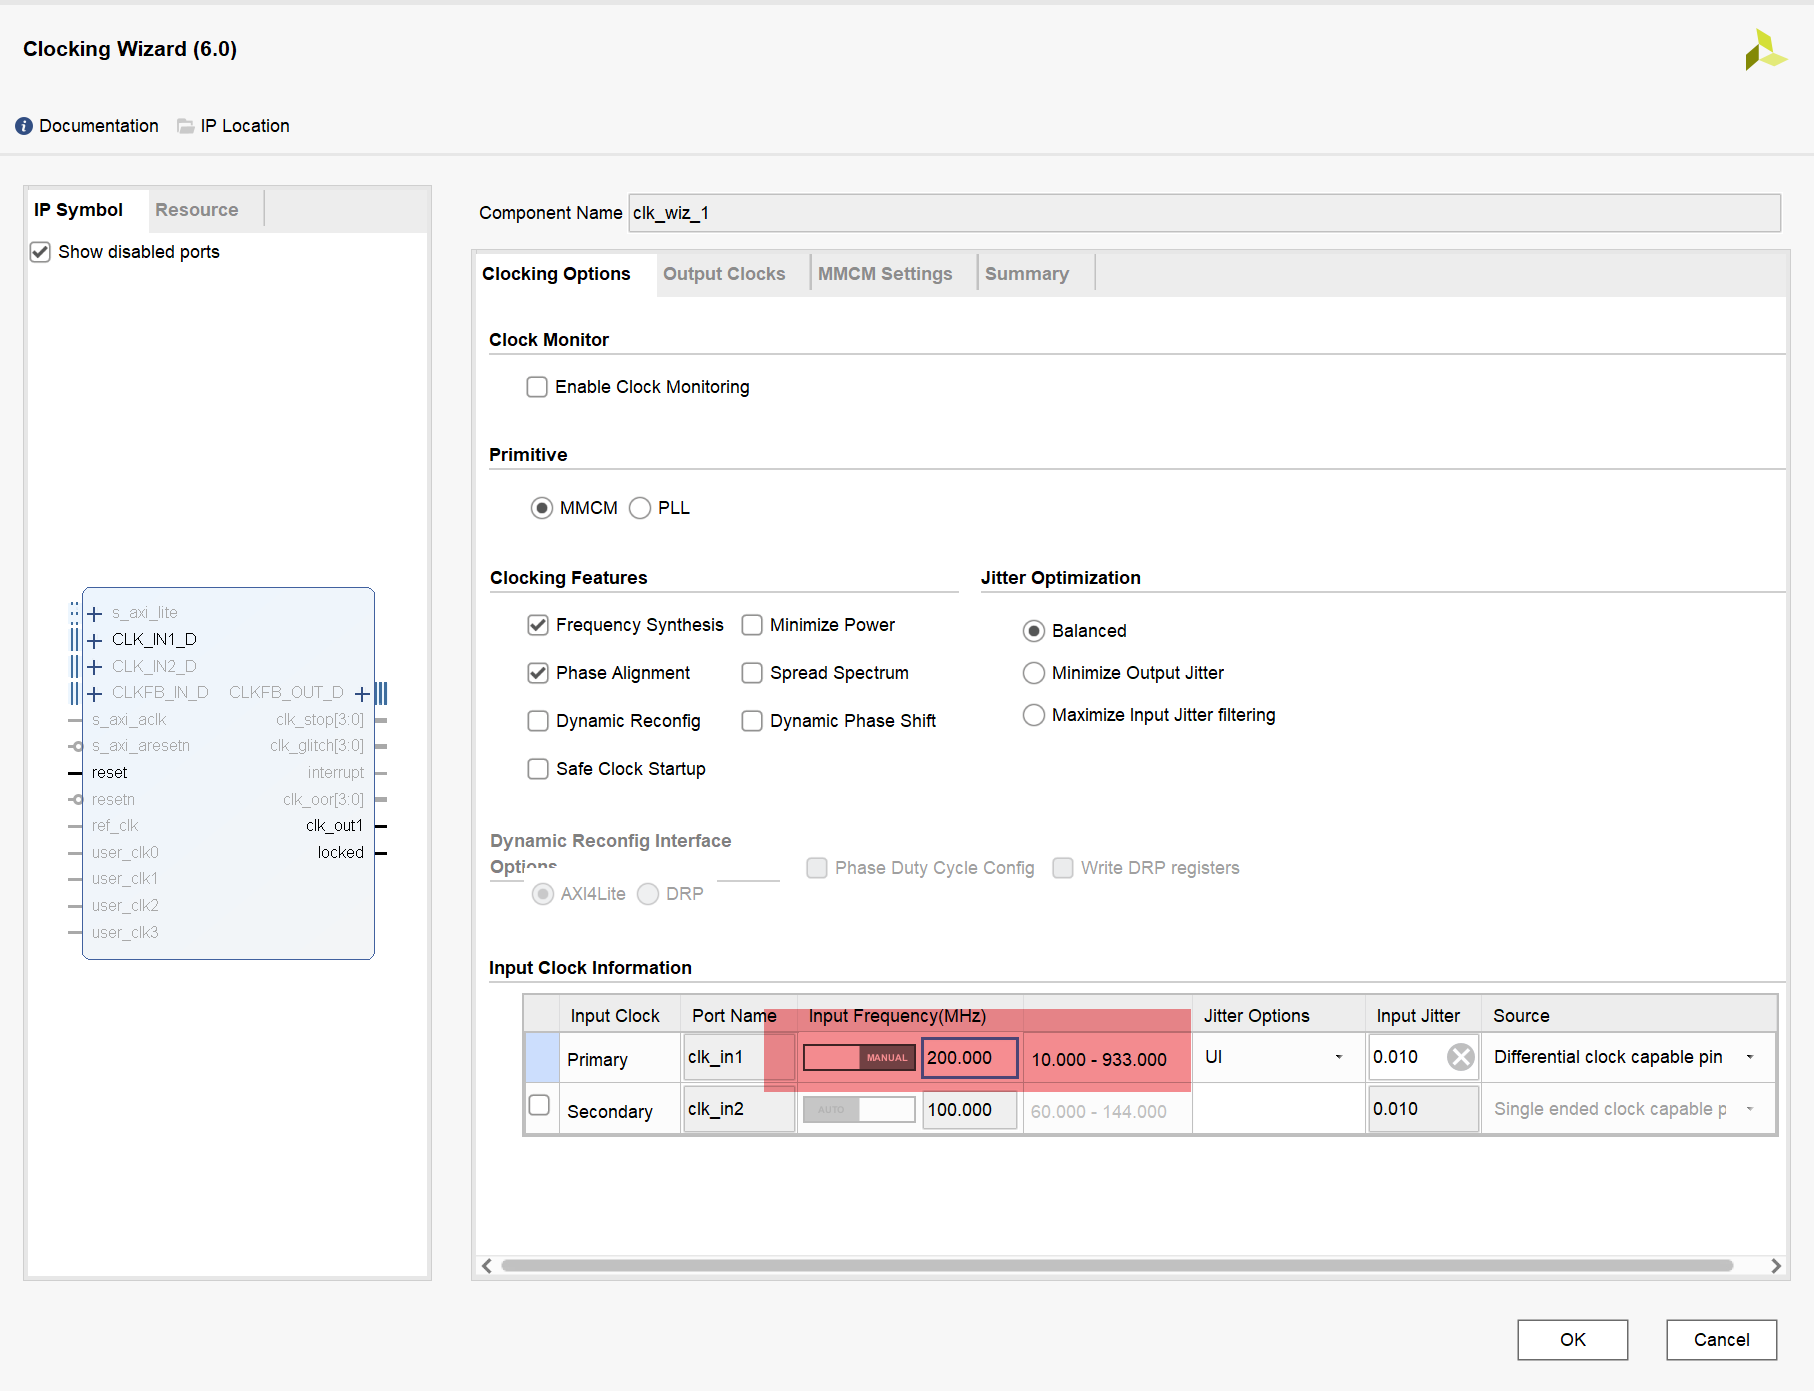 Clocking Wizard (6.0)
Documentation IP Location
IP Symbol Resource
Show disabled ports
s_axi_lite
CLK_IN1_D
CLK_IN2_D
CLKFB_IN_D CLKFB_OUT_D
s_axi_aclk clk_stop[3:0]
s_axi_aresetn clk_glitch[3:0]
reset interrupt
resetn clk_oor[3:0]
ref_clk clk_out1
user_clk0 locked
user_clk1
user_clk2
user_clk3
Component Name clk_wiz_1
Clocking Options Output Clocks MMCM Settings Summary
Clock Monitor
Enable Clock Monitoring
Primitive
MMCM PLL
Clocking Features Jitter Optimization
Frequency Synthesis Minimize Power Balanced
Phase Alignment Spread Spectrum Minimize Output Jitter
Dynamic Reconfig Dynamic Phase Shift Maximize Input Jitter filtering
Safe Clock Startup
Dynamic Reconfig Interface
Options Phase Duty Cycle Config Write DRP registers
AXI4Lite DRP
Input Clock Information
Input Clock Port Name Input Frequency(MHz) Jitter Options Input Jitter Source
Primary clk_in1 MANUAL 200.000 10.000 - 933.000 UI 0.010 Differential clock capable pin
Secondary clk_in2 AUTO 100.000 60.000 - 144.000 0.010 Single ended clock capable p
OK Cancel